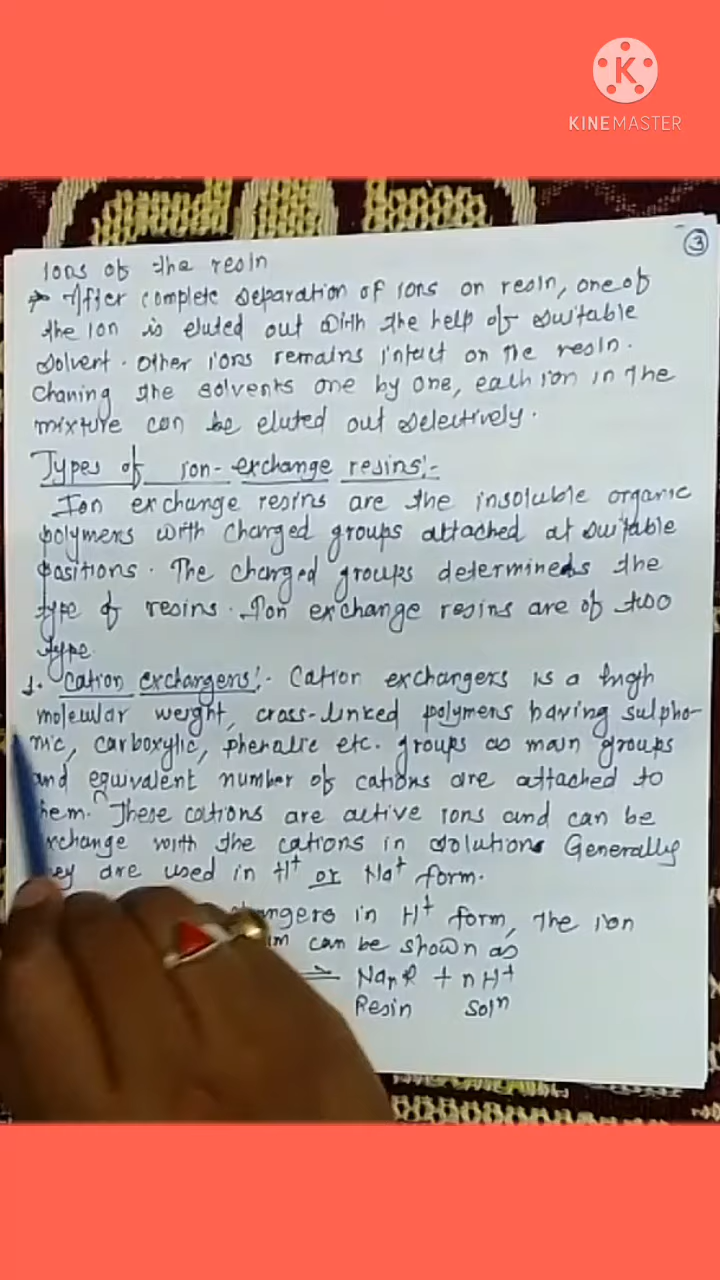 KINEMASTER
3
Ions of the resin
→ After complete separation of ions on resin, one of
the ion is eluted out with the help of suitable
solvent. Other ions remains intact on the resin.
Chaning the solvents one by one, each ion in the
mixture can be eluted out selectively.
Types of ion-exchange resins:-
Ion exchange resins are the insoluble organic
polymers with charged groups attached at suitable
positions. The charged groups determines the
type of resins. Ion exchange resins are of two
type.
1. Cation exchangers:- Cation exchangers is a high
moleular weight, cross-linked polymers having sulpho-
nic, carboxylic, phenalic etc. groups as main groups
and equivalent number of cations are attached to
them. These cations are active ions and can be
exchange with the cations in solutions Generally
they are used in H+ or Na+ form.
in H+ form, the ion
can be shown as
⇌ NanR + nH+
Resin soln